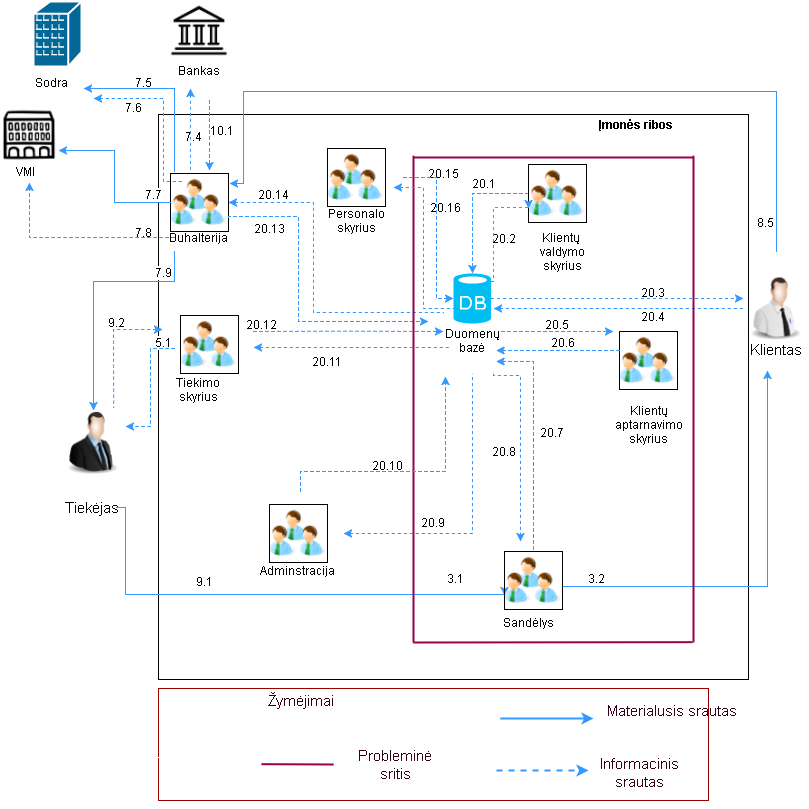 Sodra
Bankas
7.5
7.6
7.4
10.1
Įmonės ribos
VMI
7.7
7.8
7.9
Buhalterija
20.14
20.13
Personalo
skyrius
20.15
20.16
20.1
20.2
Klientų
valdymo
skyrius
8.5
DB
Duomenų
bazė
20.3
20.4
Klientas
9.2
5.1
Tiekimo
skyrius
20.12
20.11
20.5
20.6
Klientų
aptarnavimo
skyrius
20.7
20.8
20.10
20.9
Tiekėjas
Adminstracija
9.1
3.1
3.2
Sandėlys
Žymėjimai
Materialusis srautas
Probleminė
sritis
Informacinis
srautas